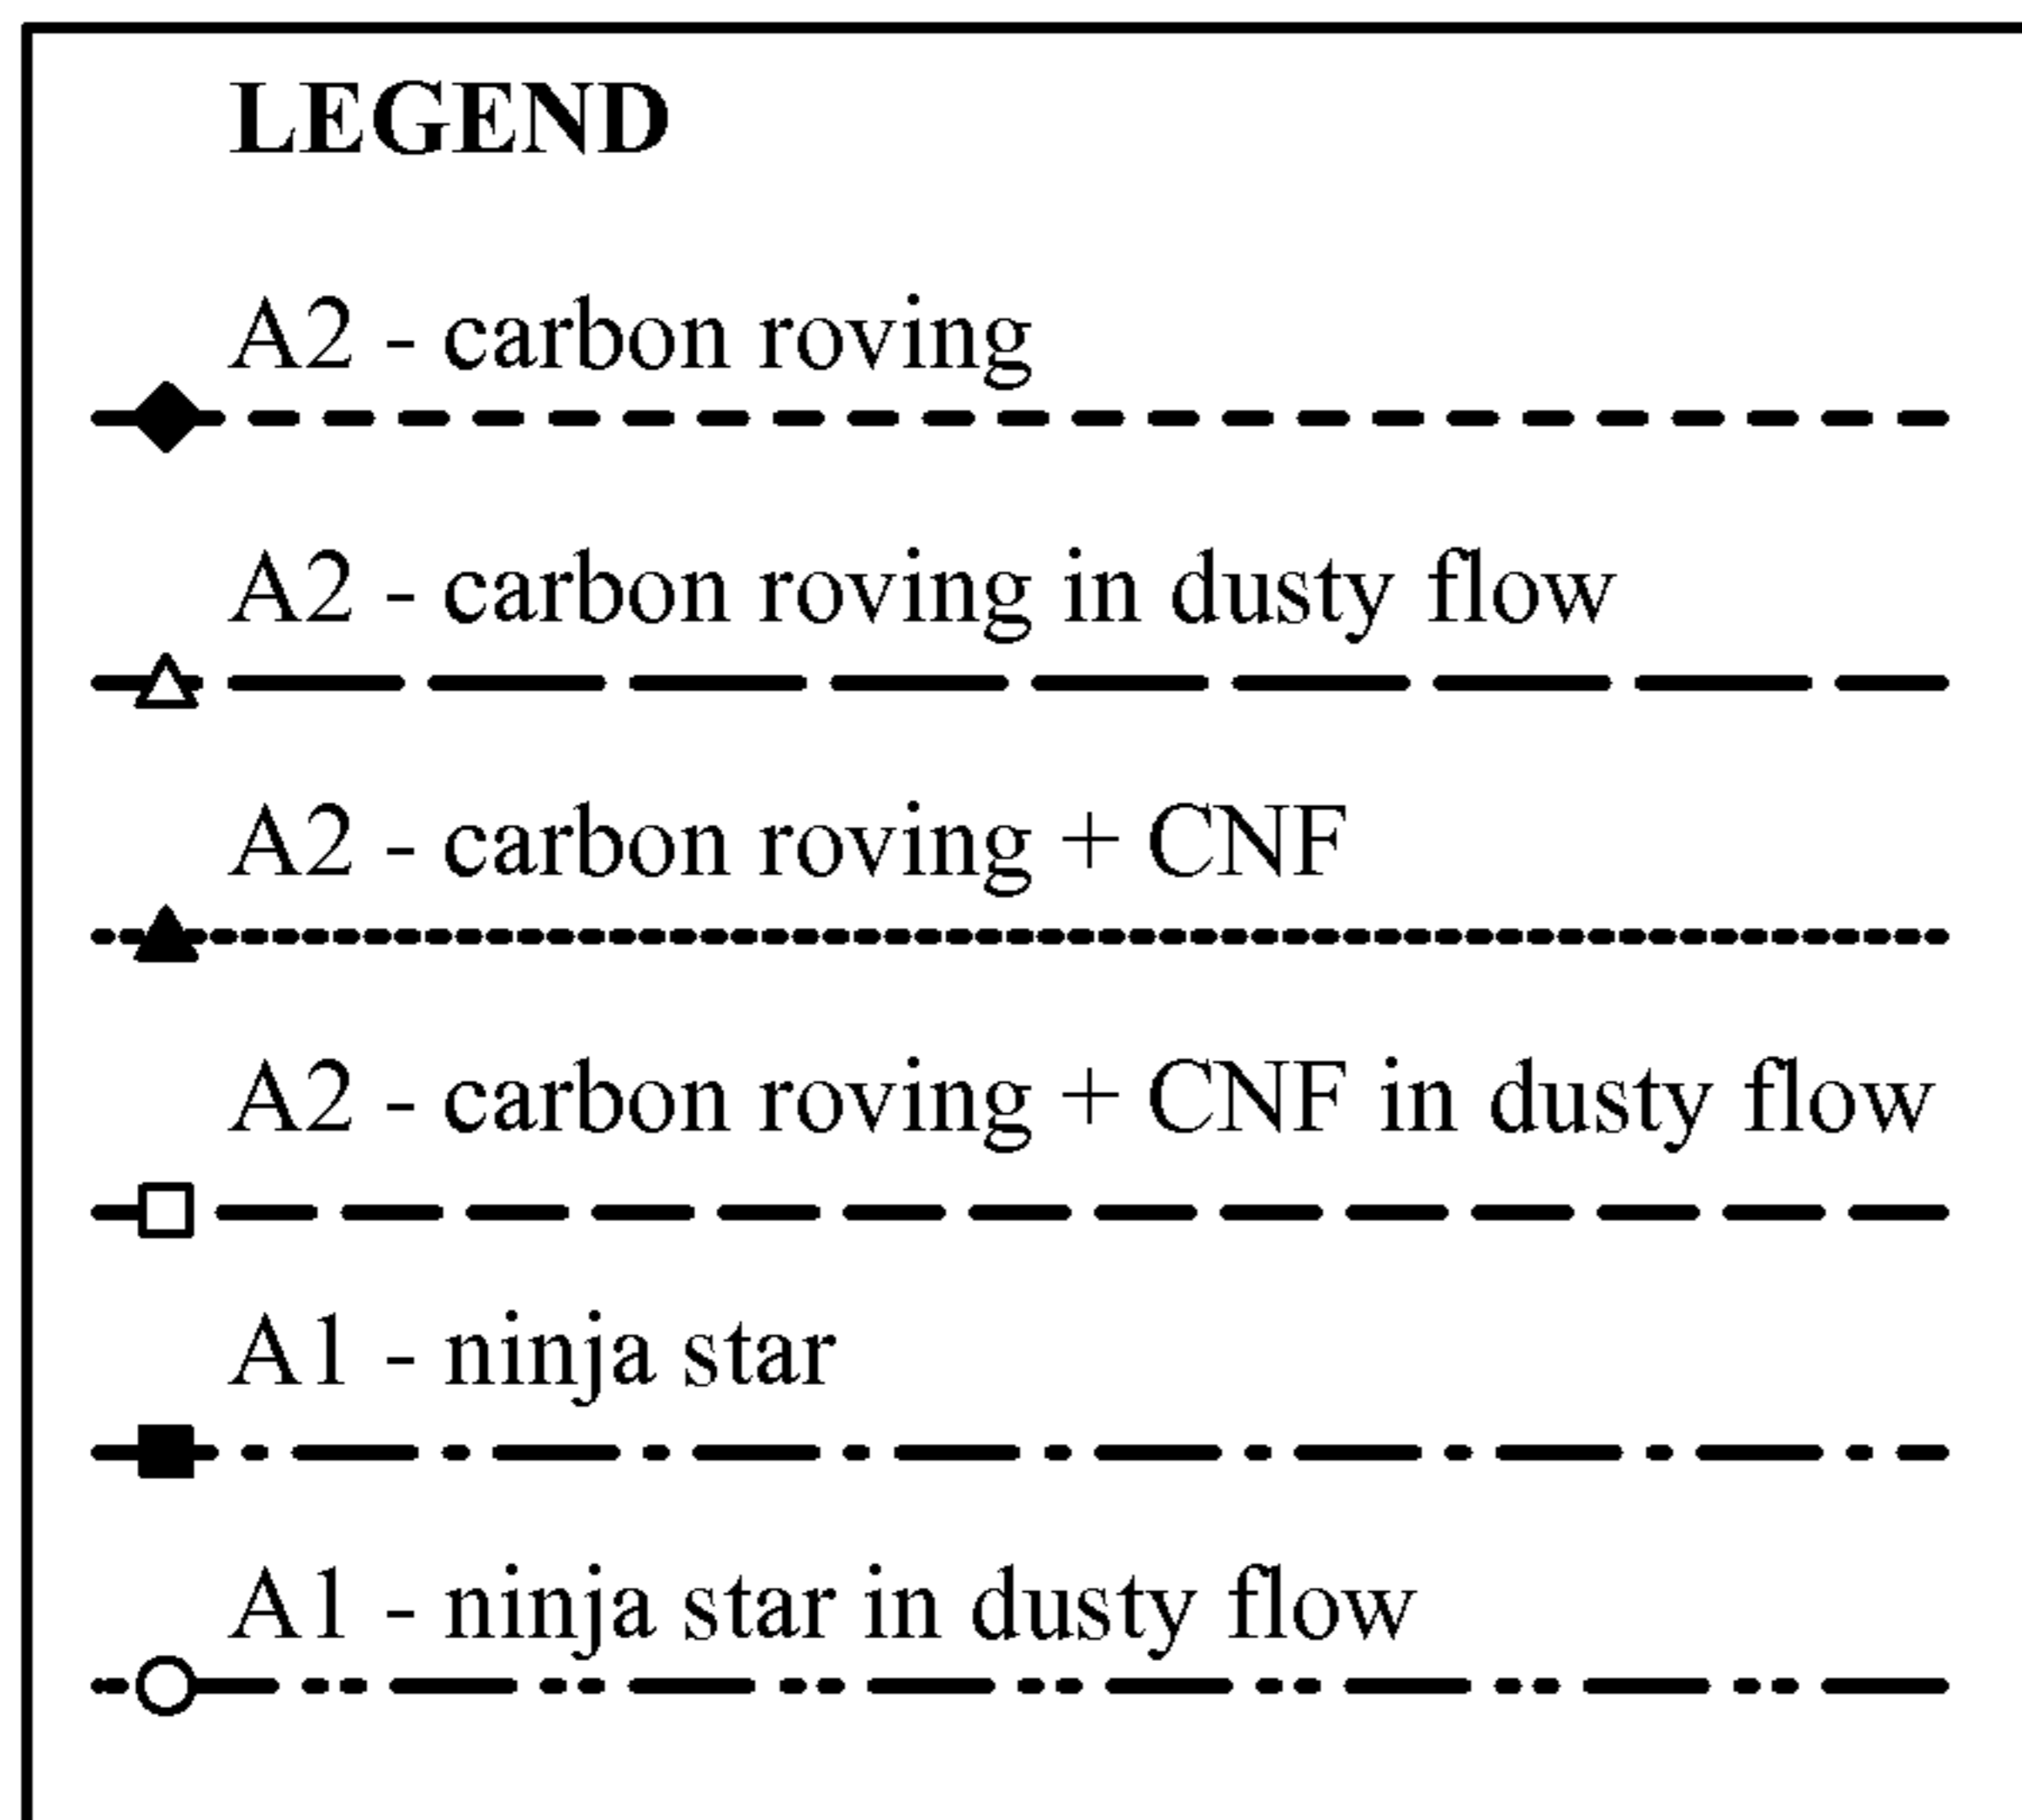 LEGEND
A2 - carbon roving
A2 - carbon roving in dusty flow
A2 - carbon roving + CNF
A2 - carbon roving + CNF in dusty flow
A1 - ninja star
A1 - ninja star in dusty flow